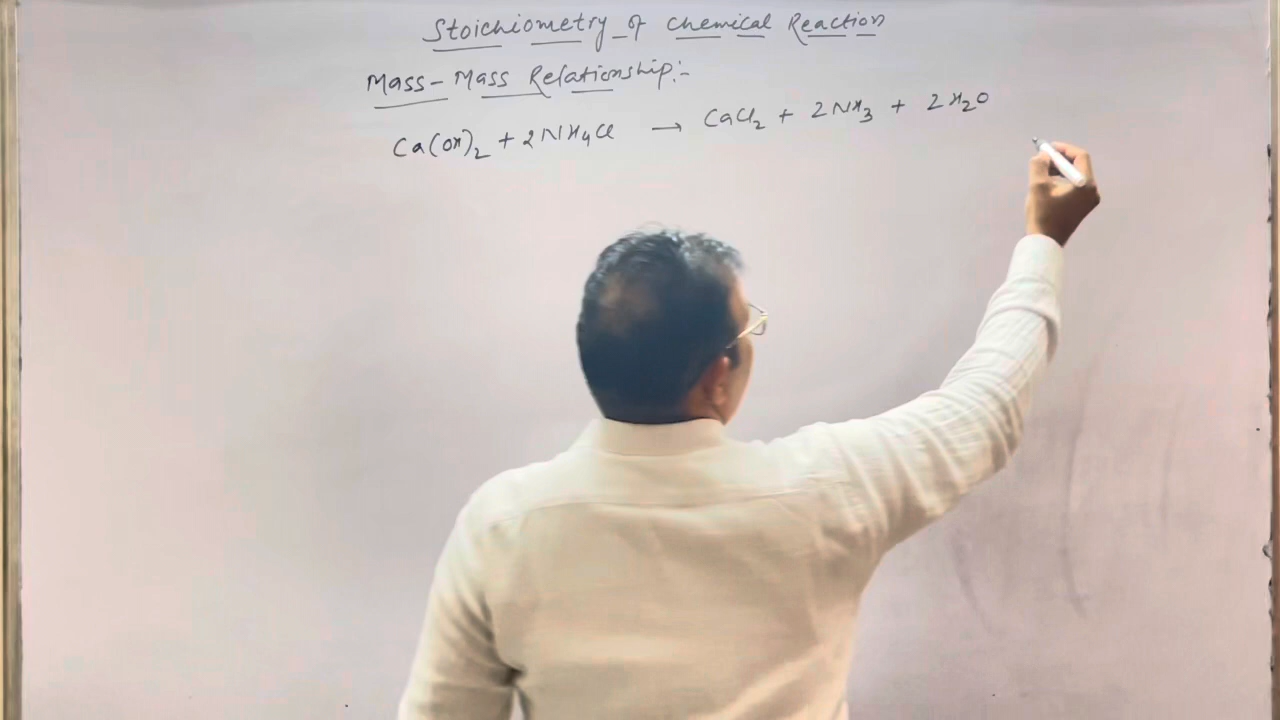 Stoichiometry of Chemical Reaction
Mass-Mass Relationship:-
Ca(OH)₂ + 2NH₄Cl → CaCl₂ + 2NH₃ + 2H₂O